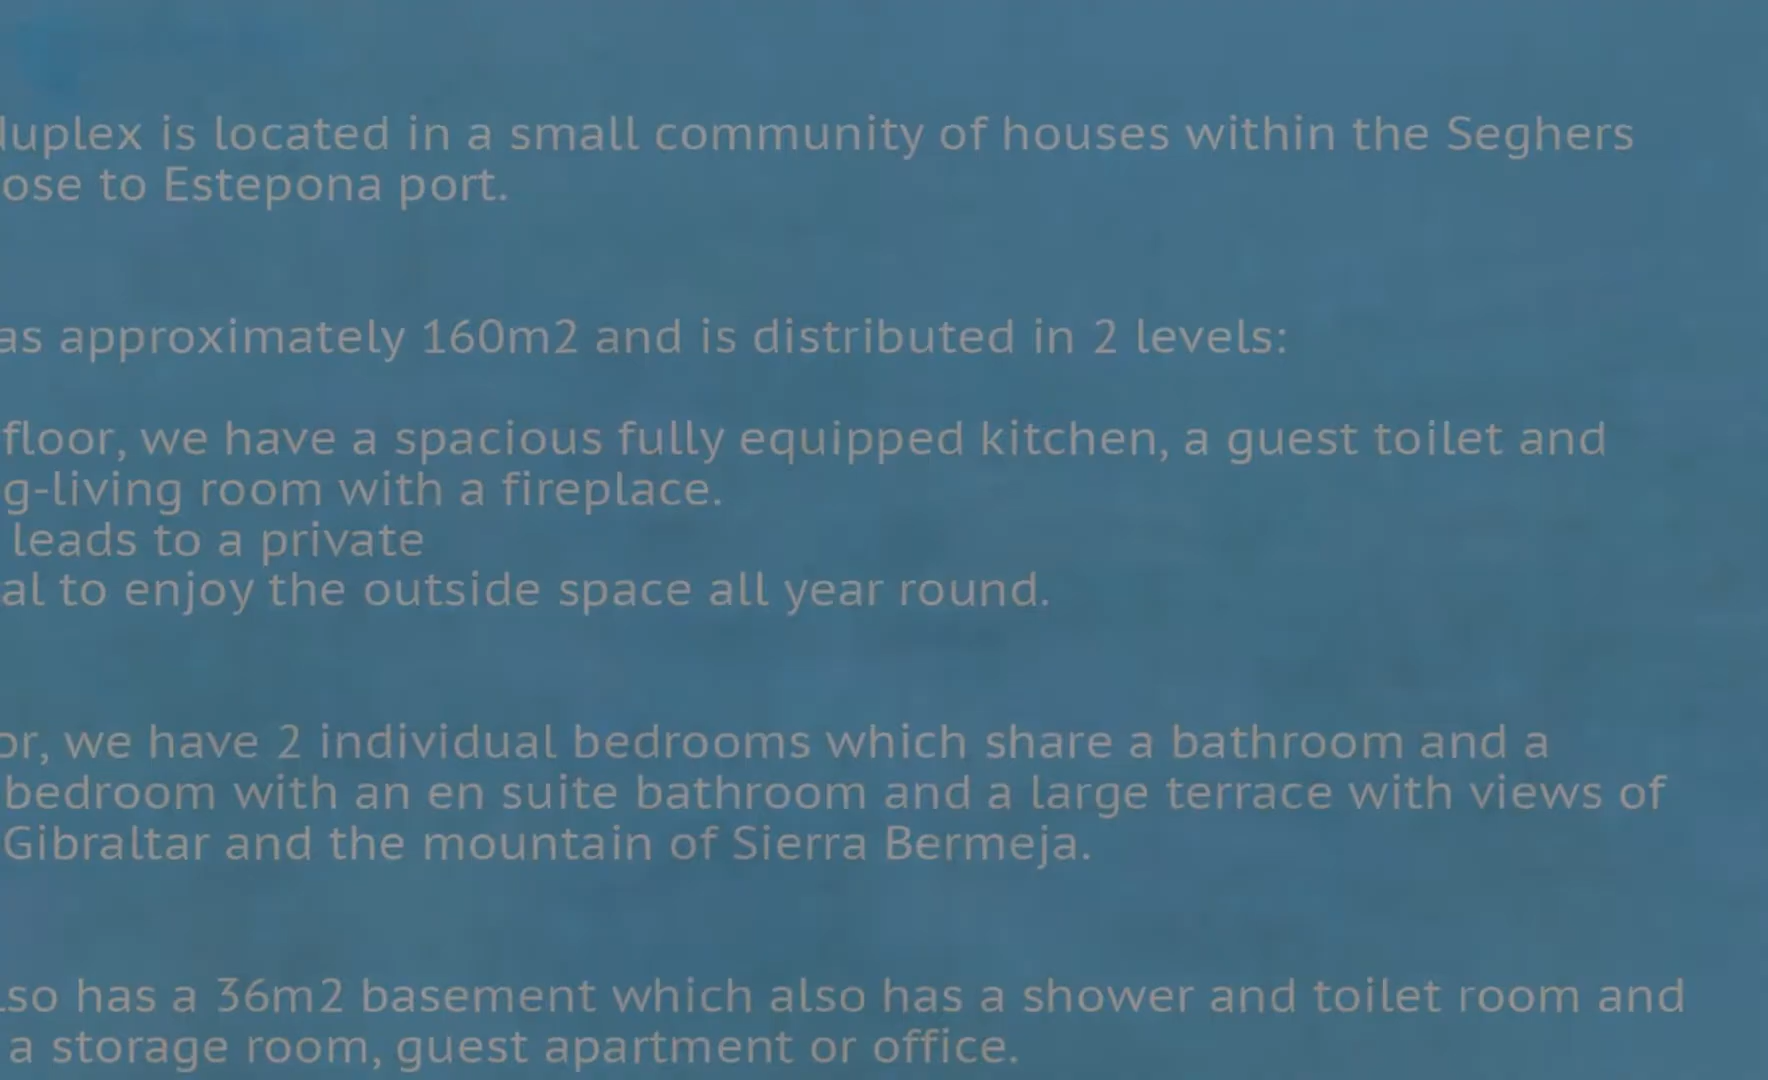 duplex is located in a small community of houses within the Seghers
ose to Estepona port.
as approximately 160m2 and is distributed in 2 levels:
floor, we have a spacious fully equipped kitchen, a guest toilet and
g-living room with a fireplace.
leads to a private
al to enjoy the outside space all year round.
or, we have 2 individual bedrooms which share a bathroom and a
bedroom with an en suite bathroom and a large terrace with views of
Gibraltar and the mountain of Sierra Bermeja.
lso has a 36m2 basement which also has a shower and toilet room and
a storage room, guest apartment or office.